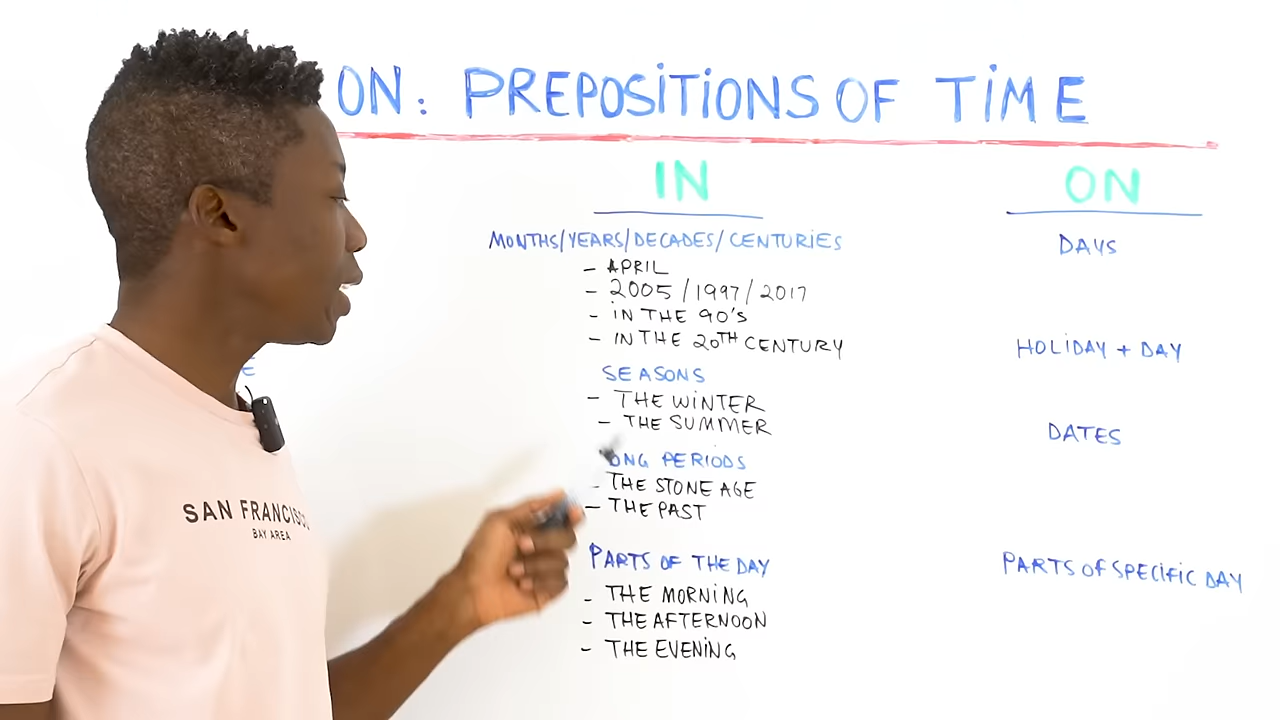 ON: PREPOSITIONS OF TIME
IN
MONTHS/YEARS/DECADES/CENTURIES
- APRIL
- 2005/1997/2017
- IN THE 90'S
- IN THE 20TH CENTURY
SEASONS
- THE WINTER
- THE SUMMER
ONG PERIODS
- THE STONE AGE
- THE PAST
PARTS OF THE DAY
- THE MORNING
- THE AFTERNOON
- THE EVENING
ON
DAYS
HOLIDAY + DAY
DATES
PARTS OF SPECIFIC DAY
E
SAN FRANCISC
BAY AREA